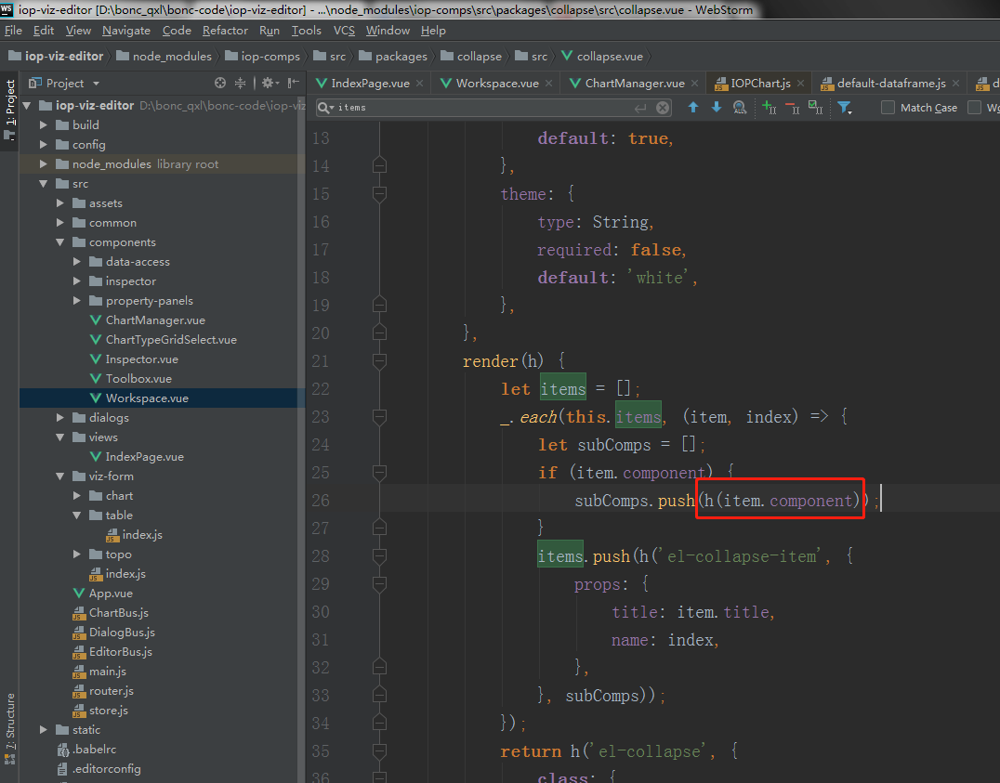 WS iop-viz-editor [D:\bonc_qxl\bonc-code\iop-viz-editor] - ...\node_modules\iop-comps\src\packages\collapse\src\collapse.vue - WebStorm
File Edit View Navigate Code Refactor Run Tools VCS Window Help
iop-viz-editor node_modules iop-comps src packages collapse src collapse.vue
1: Project
Project
IndexPage.vue Workspace.vue ChartManager.vue IOPChart.js default-dataframe.js d
items Match Case Wo
iop-viz-editor D:\bonc_qxl\bonc-code\iop-viz
build
config
node_modules library root
src
assets
common
components
data-access
inspector
property-panels
ChartManager.vue
ChartTypeGridSelect.vue
Inspector.vue
Toolbox.vue
Workspace.vue
dialogs
views
IndexPage.vue
viz-form
chart
table
index.js
topo
index.js
App.vue
ChartBus.js
DialogBus.js
EditorBus.js
main.js
router.js
store.js
static
.babelrc
.editorconfig
7: Structure
13 default: true,
14 },
15 theme: {
16 type: String,
17 required: false,
18 default: 'white',
19 },
20 },
21 render(h) {
22 let items = [];
23 _.each(this.items, (item, index) => {
24 let subComps = [];
25 if (item.component) {
26 subComps.push(h(item.component));
27 }
28 items.push(h('el-collapse-item', {
29 props: {
30 title: item.title,
31 name: index,
32 },
33 }, subComps));
34 });
35 return h('el-collapse', {
36 class: {